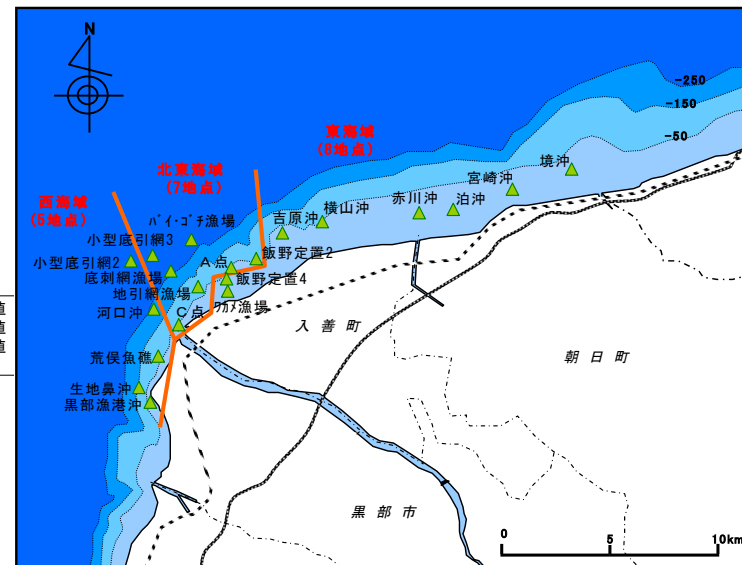 N
-250
-150
-50
東海域
(8地点)
北東海域
(7地点)
西海域
(5地点)
境沖
宮崎沖
泊沖
赤川沖
横山沖
吉原沖
バイ・ゴチ漁場
小型底引網3
小型底引網2
A点
飯野定置2
底刺網漁場
飯野定置4
地引網漁場
ワカメ漁場
河口沖
C点
入善町
荒俣魚礁
朝日町
生地鼻沖
黒部漁港沖
黒部市
値
値
値
0 5 10km